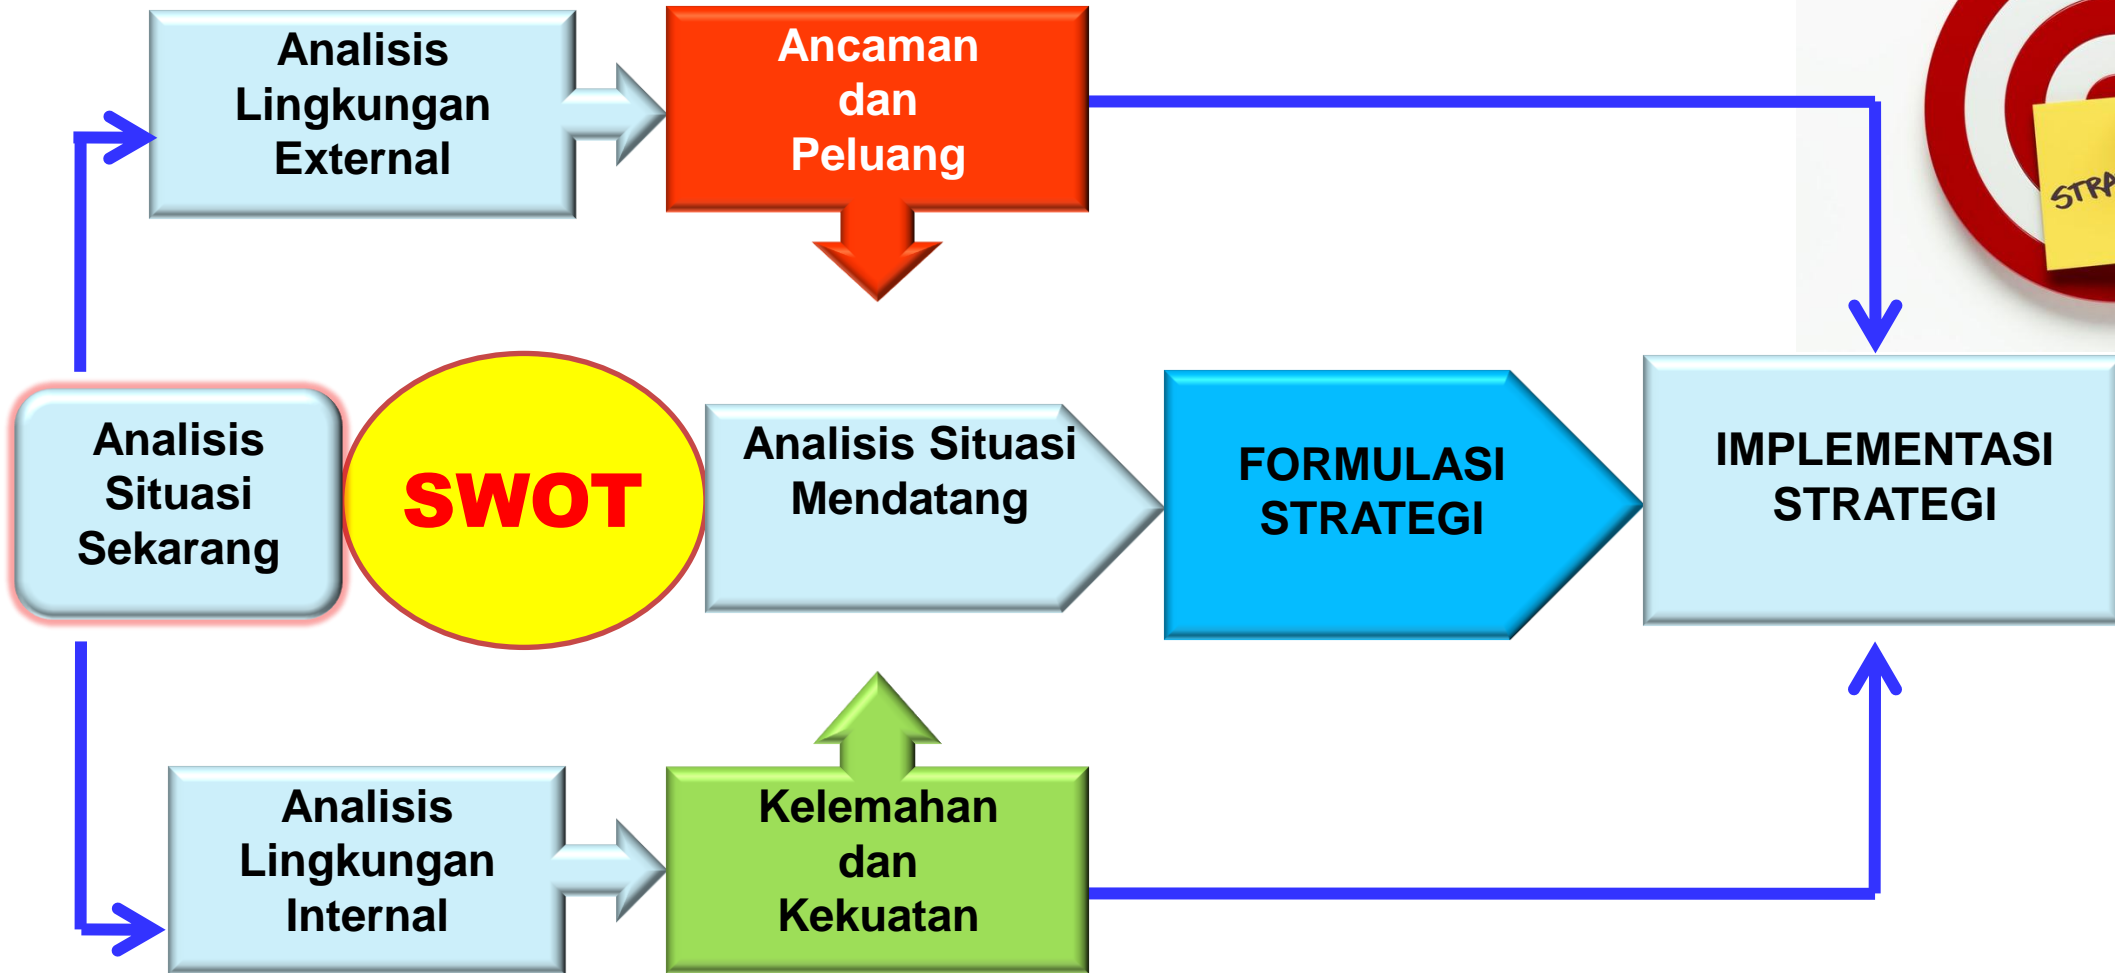 Analisis
Lingkungan
External
Ancaman
dan
Peluang
Analisis
Situasi
Sekarang
SWOT
Analisis Situasi
Mendatang
FORMULASI
STRATEGI
IMPLEMENTASI
STRATEGI
Analisis
Lingkungan
Internal
Kelemahan
dan
Kekuatan